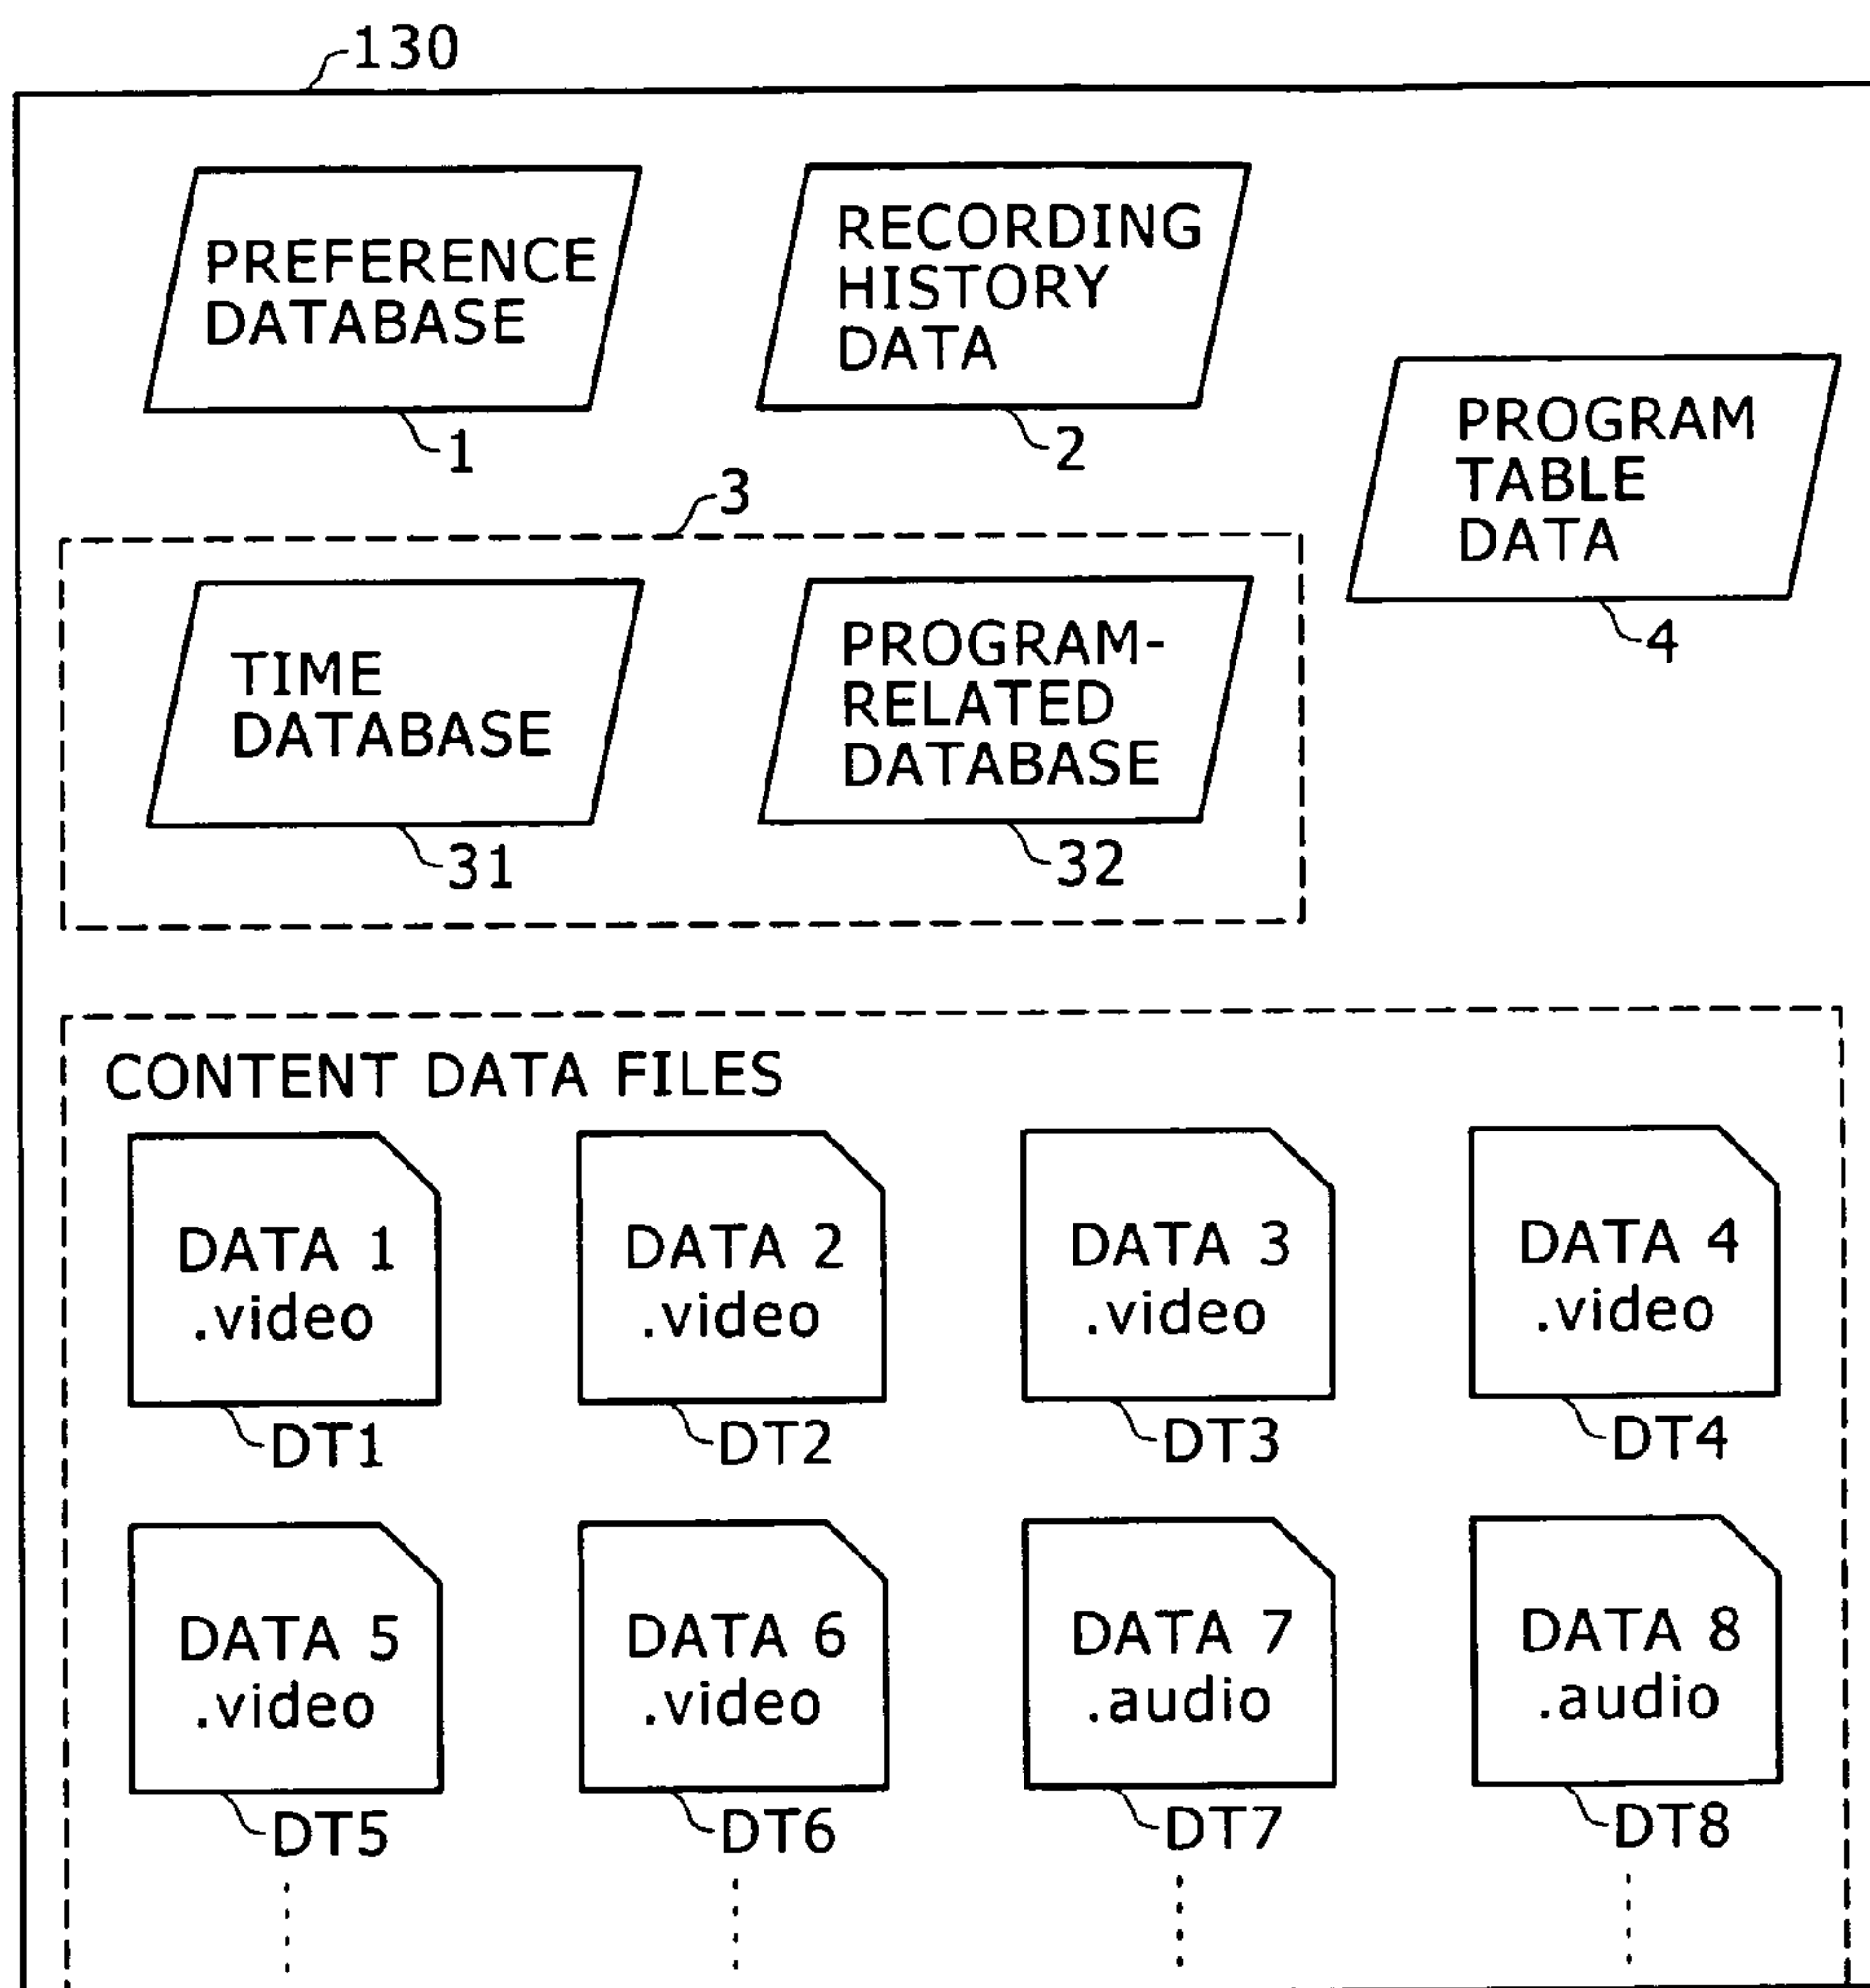 130
PREFERENCE
DATABASE
1
RECORDING
HISTORY
DATA
2
PROGRAM
TABLE
DATA
4
3
TIME
DATABASE
31
PROGRAM-
RELATED
DATABASE
32
CONTENT DATA FILES
DATA 1
.video
DT1
DATA 2
.video
DT2
DATA 3
.video
DT3
DATA 4
.video
DT4
DATA 5
.video
DT5
DATA 6
.video
DT6
DATA 7
.audio
DT7
DATA 8
.audio
DT8